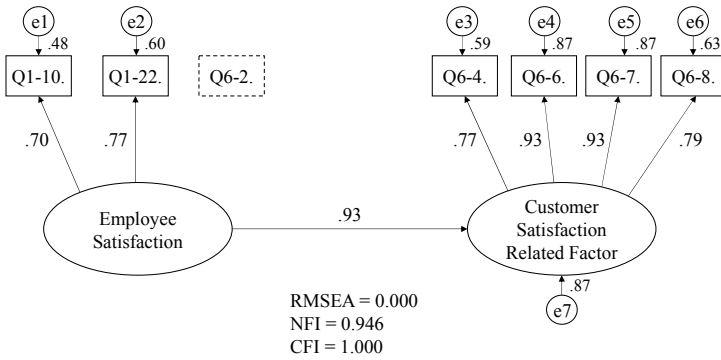 e1 e2 e3 e4 e5 e6
.48 .60 .59 .87 .87 .63
Q1-10. Q1-22. Q6-2. Q6-4. Q6-6. Q6-7. Q6-8.
.70 .77 .77 .93 .93 .79
Employee
Satisfaction
.93
Customer
Satisfaction
Related Factor
.87
e7
RMSEA = 0.000
NFI = 0.946
CFI = 1.000